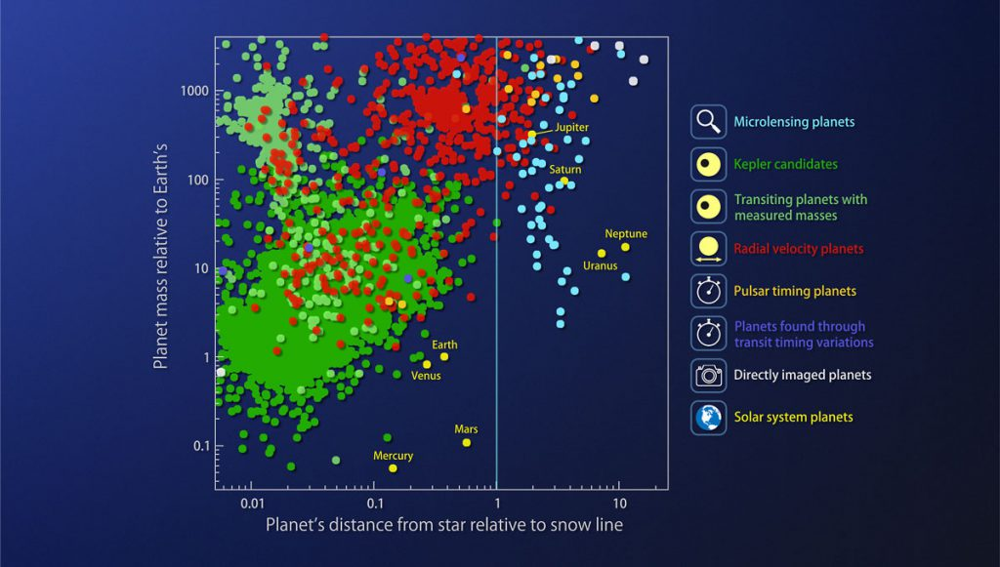 Planet mass relative to Earth's
1000
100
10
1
0.1
0.01
0.1
1
10
Planet's distance from star relative to snow line
Jupiter
Saturn
Neptune
Uranus
Earth
Venus
Mars
Mercury
Microlensing planets
Kepler candidates
Transiting planets with
measured masses
Radial velocity planets
Pulsar timing planets
Planets found through
transit timing variations
Directly imaged planets
Solar system planets